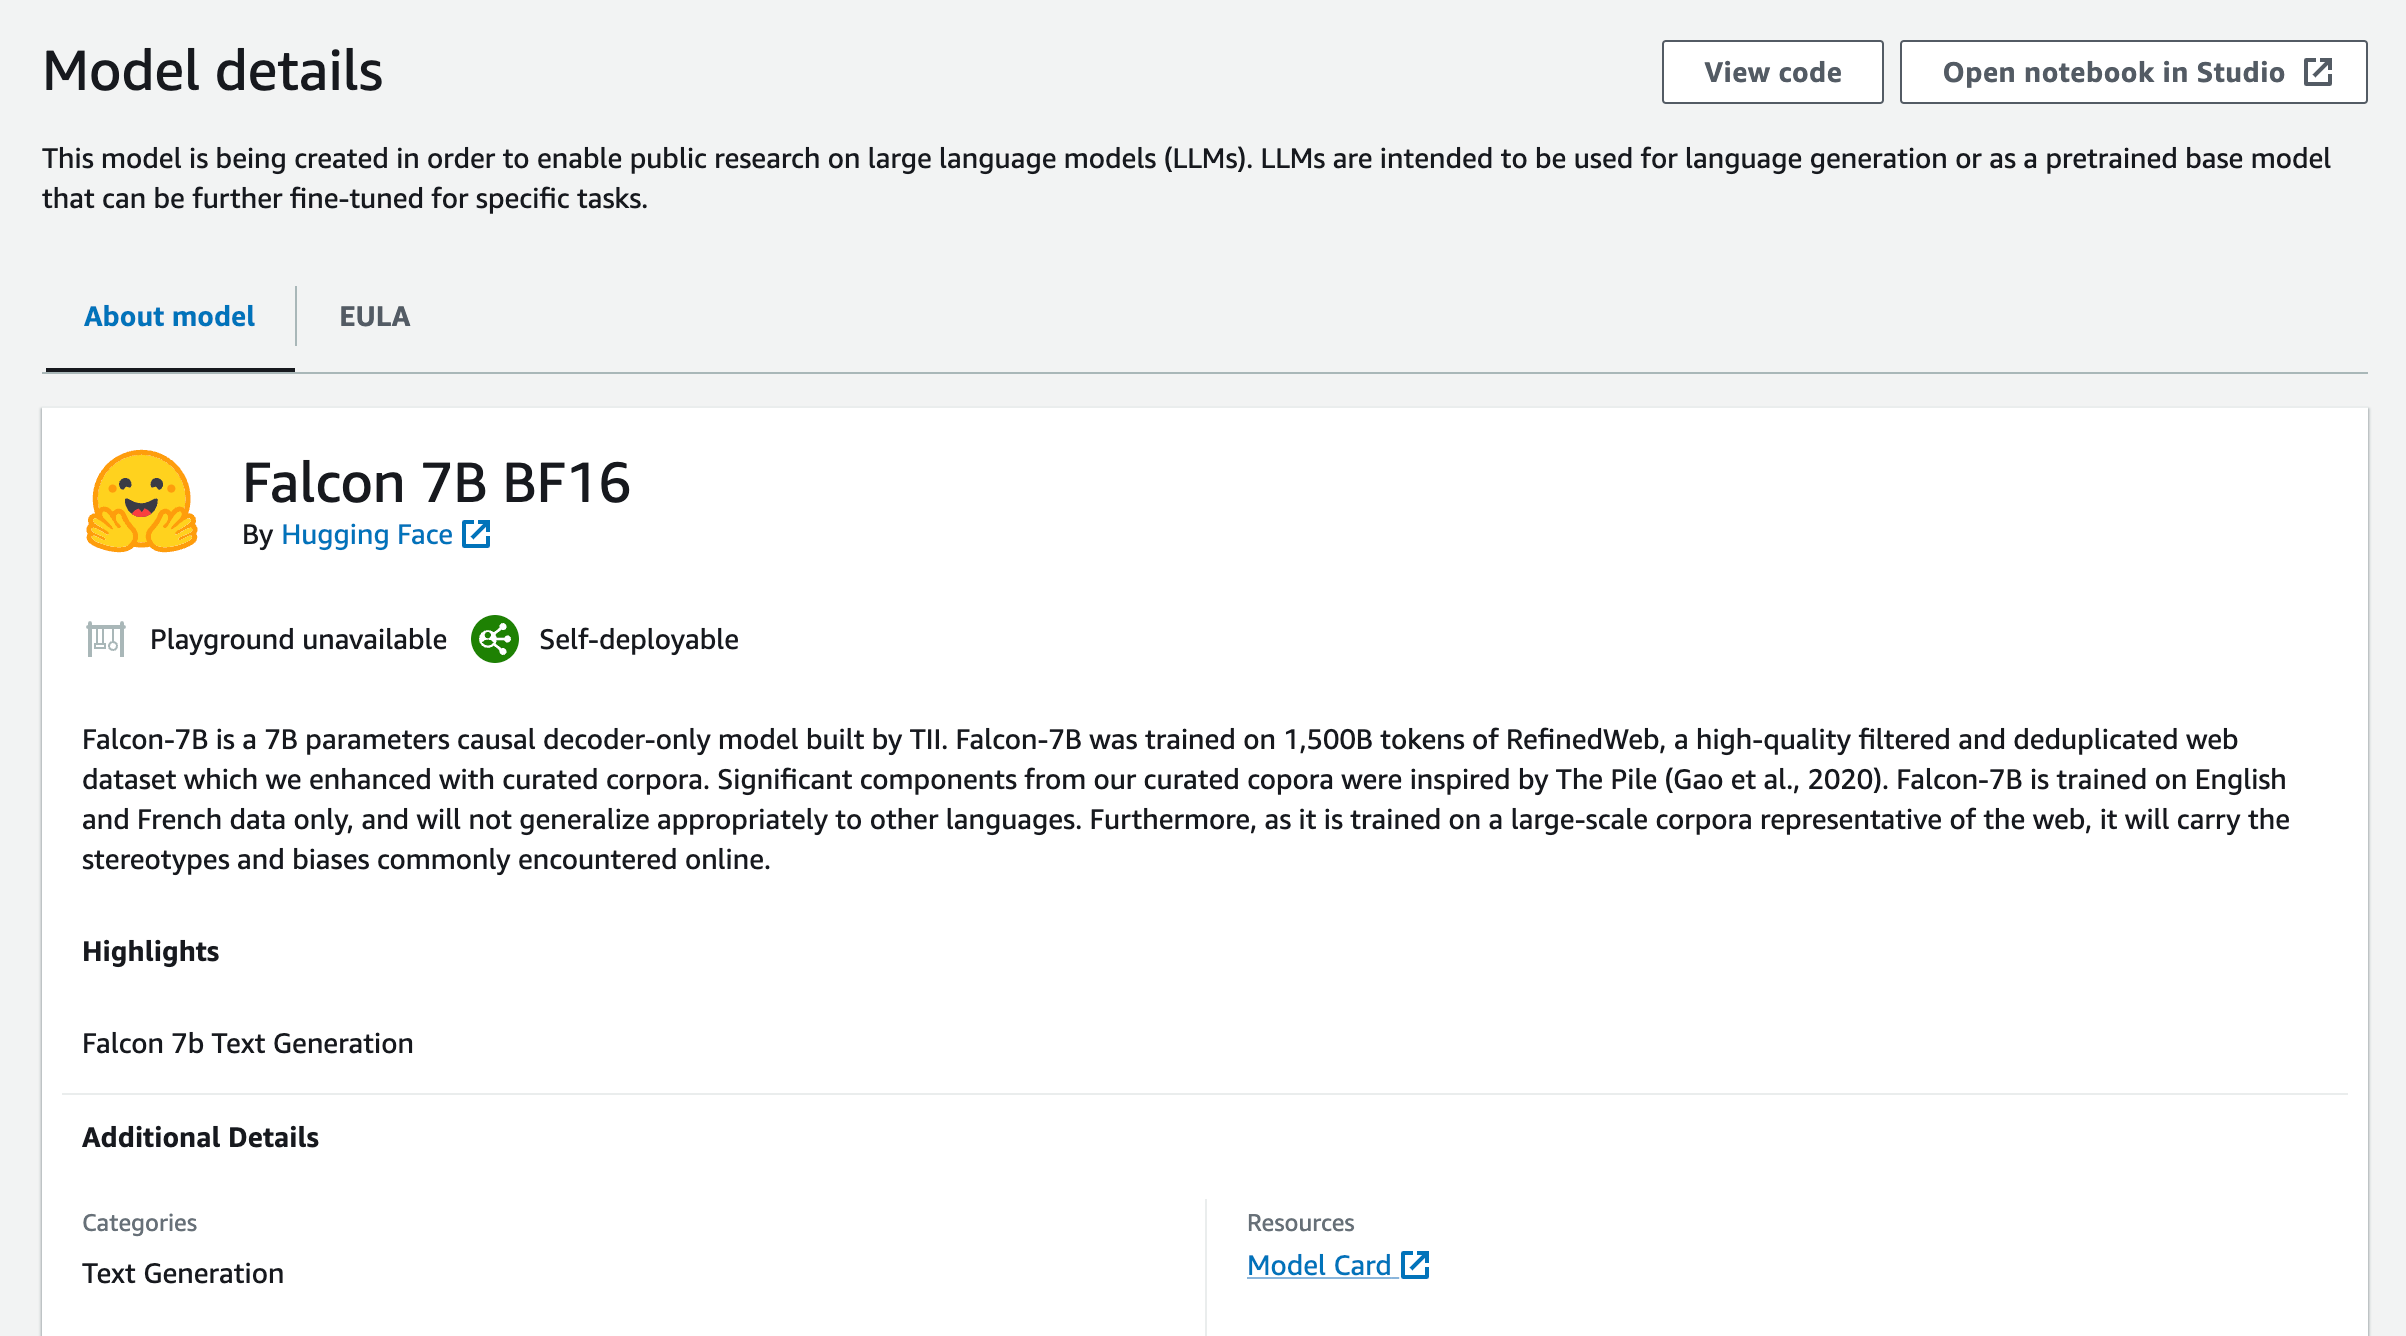 Model details
View code
Open notebook in Studio
This model is being created in order to enable public research on large language models (LLMs). LLMs are intended to be used for language generation or as a pretrained base model
that can be further fine-tuned for specific tasks.
About model
EULA
Falcon 7B BF16
By Hugging Face
Playground unavailable
Self-deployable
Falcon-7B is a 7B parameters causal decoder-only model built by TII. Falcon-7B was trained on 1,500B tokens of RefinedWeb, a high-quality filtered and deduplicated web
dataset which we enhanced with curated corpora. Significant components from our curated copora were inspired by The Pile (Gao et al., 2020). Falcon-7B is trained on English
and French data only, and will not generalize appropriately to other languages. Furthermore, as it is trained on a large-scale corpora representative of the web, it will carry the
stereotypes and biases commonly encountered online.
Highlights
Falcon 7b Text Generation
Additional Details
Categories
Text Generation
Resources
Model Card